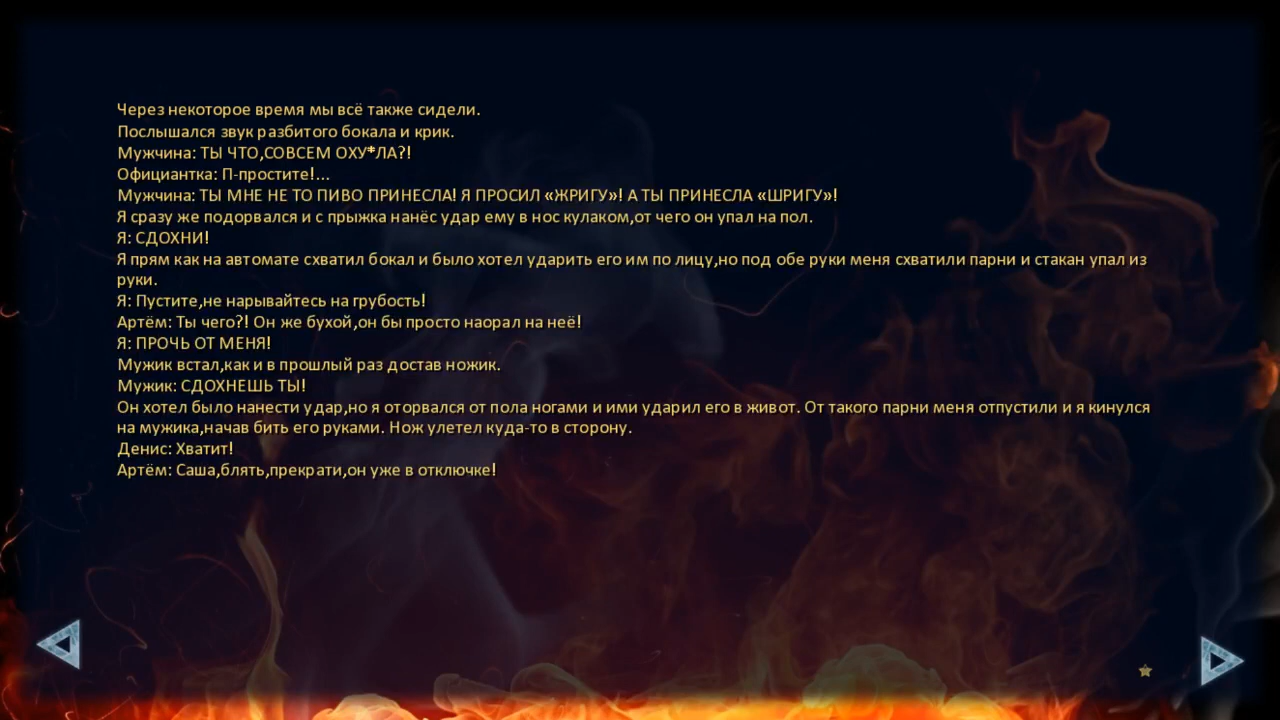 Через некоторое время мы всё также сидели.
Послышался звук разбитого бокала и крик.
Мужчина: ТЫ ЧТО,СОВСЕМ ОХУ*ЛА?!
Официантка: П-простите!...
Мужчина: ТЫ МНЕ НЕ ТО ПИВО ПРИНЕСЛА! Я ПРОСИЛ «ЖРИГУ»! А ТЫ ПРИНЕСЛА «ШРИГУ»!
Я сразу же подорвался и с прыжка нанёс удар ему в нос кулаком,от чего он упал на пол.
Я: СДОХНИ!
Я прям как на автомате схватил бокал и было хотел ударить его им по лицу,но под обе руки меня схватили парни и стакан упал из
руки.
Я: Пустите,не нарывайтесь на грубость!
Артём: Ты чего?! Он же бухой,он бы просто наорал на неё!
Я: ПРОЧЬ ОТ МЕНЯ!
Мужик встал,как и в прошлый раз достав ножик.
Мужик: СДОХНЕШЬ ТЫ!
Он хотел было нанести удар,но я оторвался от пола ногами и ими ударил его в живот. От такого парни меня отпустили и я кинулся
на мужика,начав бить его руками. Нож улетел куда-то в сторону.
Денис: Хватит!
Артём: Саша,блять,прекрати,он уже в отключке!